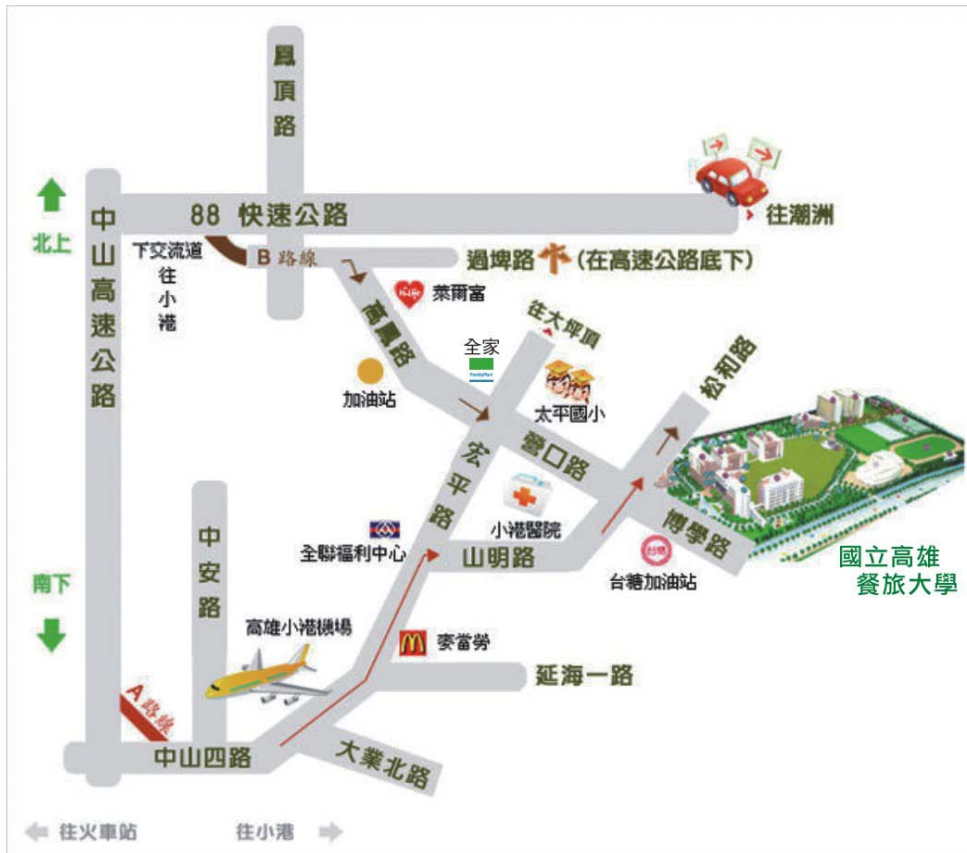 鳳頂路
88 快速公路
往潮洲
北上
中山高速公路
下交流道
往小港
B 路線
過埤路
(在高速公路底下)
萊爾富
高鳳路
往大坪頂
全家
FamilyMart
松和路
加油站
太平國小
營口路
宏平路
小港醫院
博學路
中安路
全聯福利中心
山明路
台糖
台糖加油站
國立高雄
餐旅大學
南下
高雄小港機場
麥當勞
延海一路
A 路線
中山四路
大業北路
往火車站
往小港